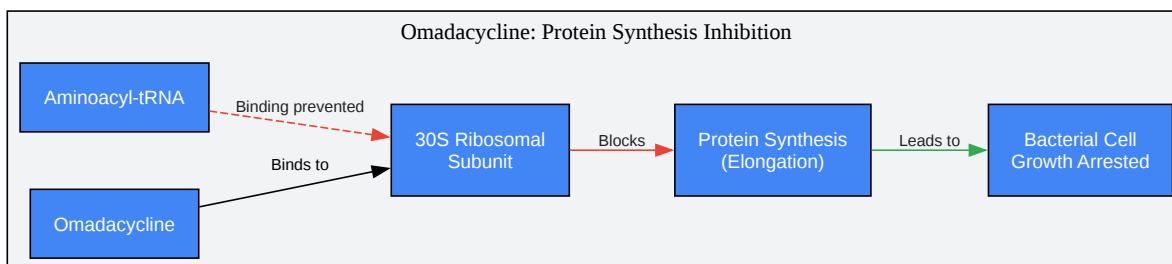 Omadacycline: Protein Synthesis Inhibition
Aminoacyl-tRNA
Binding prevented
Binds to
Omadacycline
30S Ribosomal
Subunit
Blocks
Protein Synthesis
(Elongation)
Leads to
Bacterial Cell
Growth Arrested